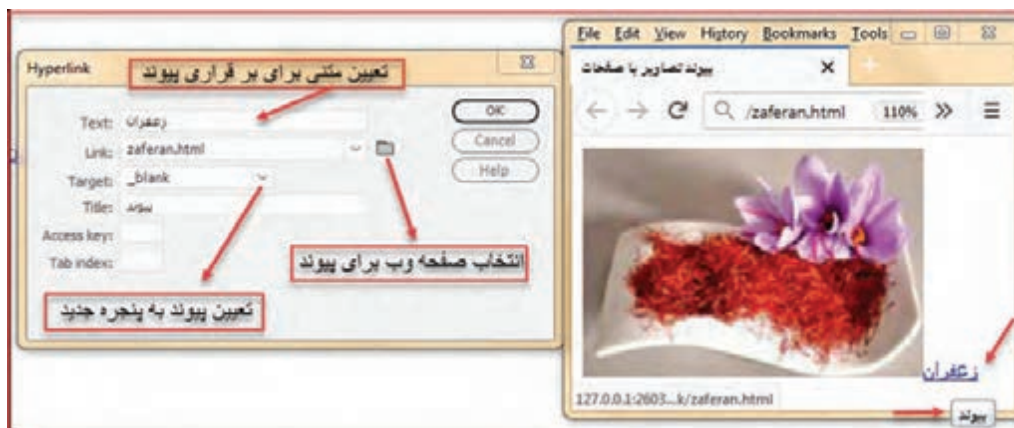 Hyperlink
تعیین متنی برای بر قراری پیوند
Text: زعفران
Link: zaferan.html
Target: _blank
Title: پیوند
Access key:
Tab index:
OK
Cancel
Help
انتخاب صفحه وب برای پیوند
تعیین پیوند به پنجره جدید
File Edit View History Bookmarks Tools
پیوند تصاویر با صفحات
/zaferan.html 110%
زعفران
127.0.0.1:2603...k/zaferan.html
پیوند